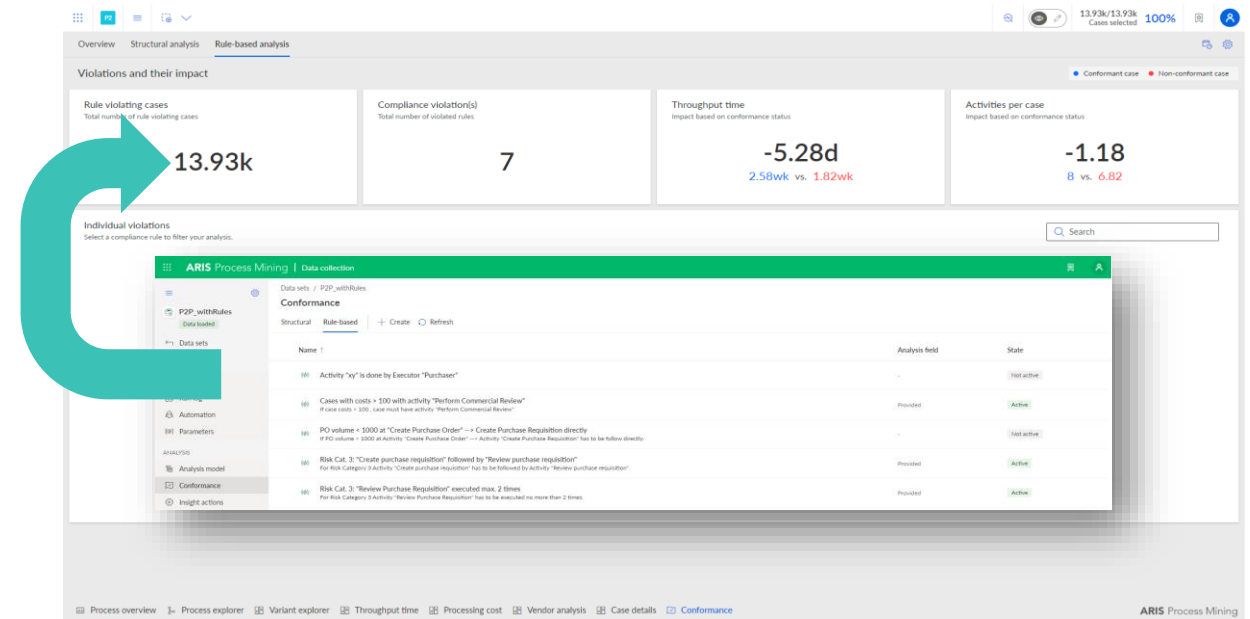 P2
13.93k/13.93k
Cases selected
100%
Overview Structural analysis Rule-based analysis
Violations and their impact
Conformant case Non-conformant case
Rule violating cases
Total number of rule violating cases
13.93k
Compliance violation(s)
Total number of violated rules
7
Throughput time
Impact based on conformance status
-5.28d
2.58wk vs. 1.82wk
Activities per case
Impact based on conformance status
-1.18
8 vs. 6.82
Individual violations
Select a compliance rule to filter your analysis.
Search
ARIS Process Mining | Data collection
P2P_withRules
Data loaded
Data sets
Automation
Parameters
ANALYSIS
Analysis model
Conformance
Insight actions
Data sets / P2P_withRules
Conformance
Structural Rule-based + Create Refresh
Name ↑ Analysis field State
Activity "xy" is done by Executor "Purchaser" - Not active
Cases with costs > 100 with activity "Perform Commercial Review" Provided Active
If case costs > 100 , case must have activity "Perform Commercial Review"
PO volume < 1000 at "Create Purchase Order" --> Create Purchase Requisition directly - Not active
If PO volume < 1000 at Activity "Create Purchase Order" --> Activity "Create Purchase Requisition" has to be follow directly.
Risk Cat. 3: "Create purchase requisition" followed by "Review purchase requisition" Provided Active
For Risk Category 3 Activity "Create purchase requisition" has to be followed by Activity "Review purchase requisition"
Risk Cat. 3: "Review Purchase Requisition" executed max. 2 times Provided Active
For Risk Category 3 Activity "Review Purchase Requisition" has to be executed no more then 2 times.
Process overview Process explorer Variant explorer Throughput time Processing cost Vendor analysis Case details Conformance
ARIS Process Mining